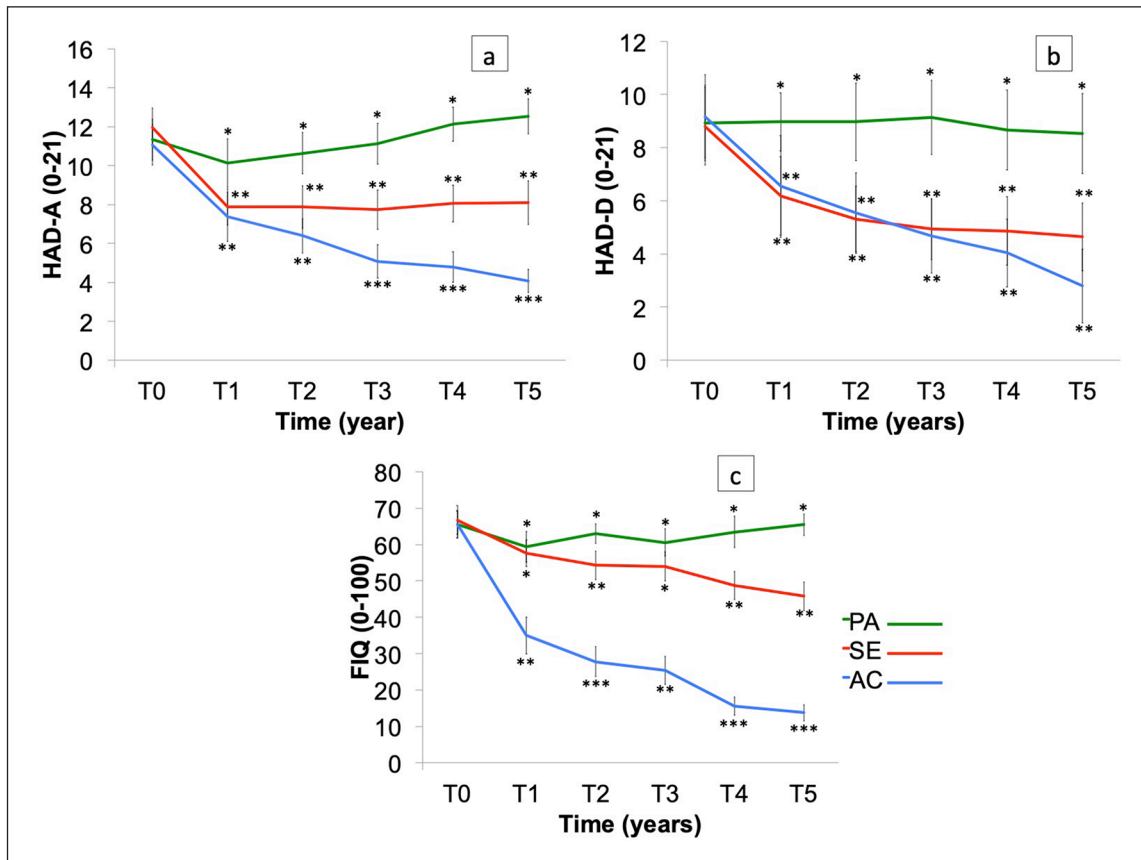 a
HAD-A (0-21)
16
14
12
10
8
6
4
2
0
* * * * *
** ** ** ** **
** ** *** *** ***
T0 T1 T2 T3 T4 T5
Time (year)
b
HAD-D (0-21)
12
10
8
6
4
2
0
* * * * *
** ** ** ** **
** ** ** ** **
T0 T1 T2 T3 T4 T5
Time (years)
c
FIQ (0-100)
80
70
60
50
40
30
20
10
0
* * * * *
* ** * ** **
** *** ** *** ***
T0 T1 T2 T3 T4 T5
Time (years)
PA
SE
AC